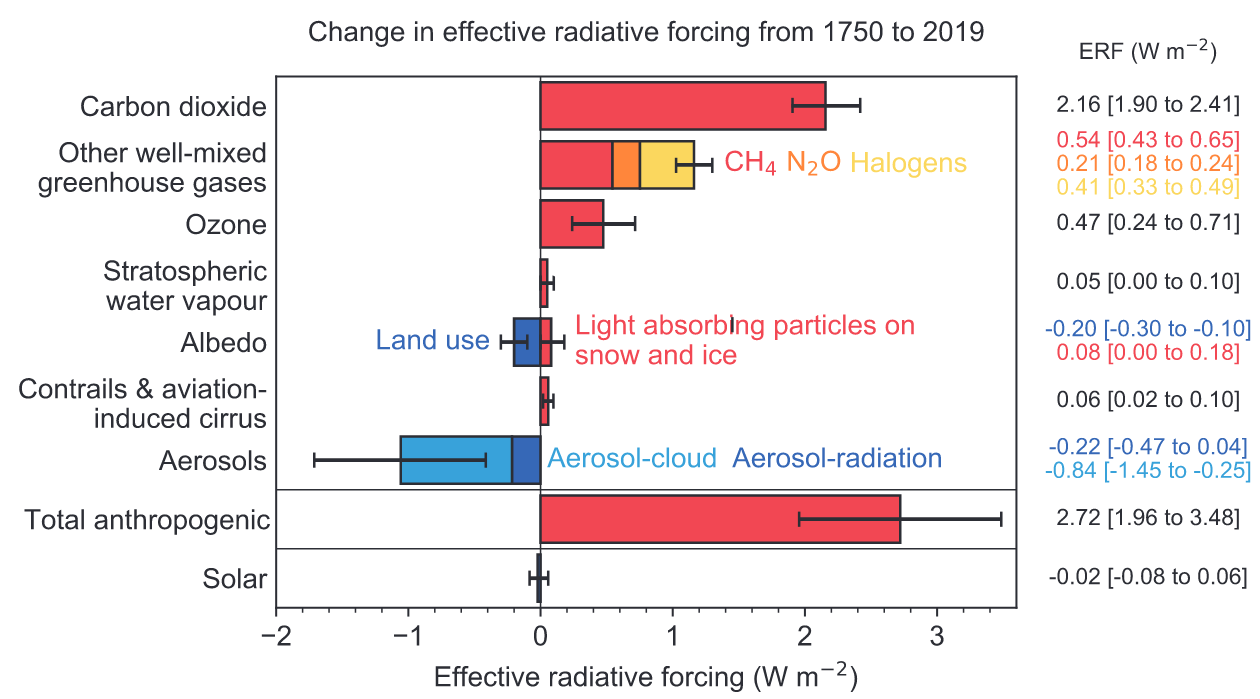 Change in effective radiative forcing from 1750 to 2019
ERF (W m⁻²)
Carbon dioxide
2.16 [1.90 to 2.41]
Other well-mixed
greenhouse gases
CH₄ N₂O Halogens
0.54 [0.43 to 0.65]
0.21 [0.18 to 0.24]
0.41 [0.33 to 0.49]
Ozone
0.47 [0.24 to 0.71]
Stratospheric
water vapour
0.05 [0.00 to 0.10]
Albedo
Land use
Light absorbing particles on
snow and ice
-0.20 [-0.30 to -0.10]
0.08 [0.00 to 0.18]
Contrails & aviation-
induced cirrus
0.06 [0.02 to 0.10]
Aerosols
Aerosol-cloud Aerosol-radiation
-0.22 [-0.47 to 0.04]
-0.84 [-1.45 to -0.25]
Total anthropogenic
2.72 [1.96 to 3.48]
Solar
-0.02 [-0.08 to 0.06]
−2 −1 0 1 2 3
Effective radiative forcing (W m⁻²)